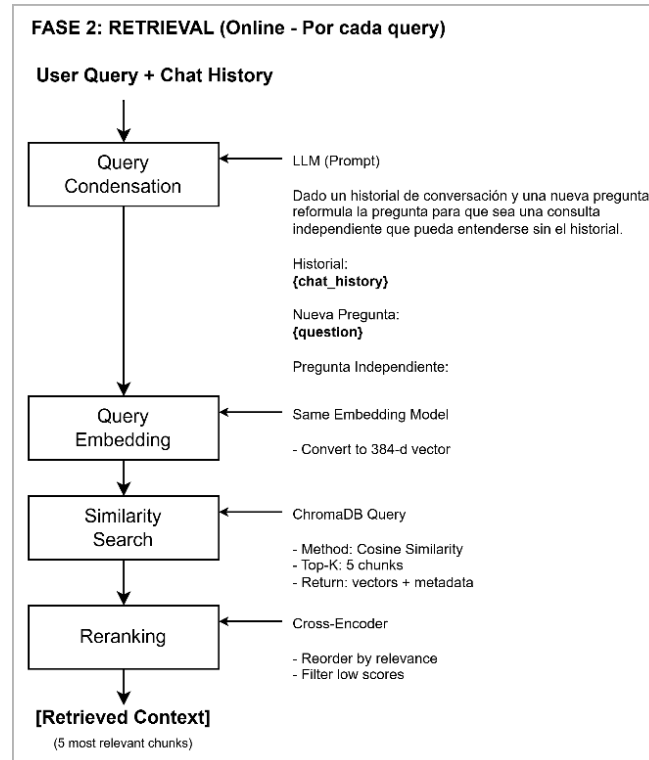 FASE 2: RETRIEVAL (Online - Por cada query)
User Query + Chat History
Query
Condensation
LLM (Prompt)
Dado un historial de conversación y una nueva pregunta
reformula la pregunta para que sea una consulta
independiente que pueda entenderse sin el historial.
Historial:
{chat_history}
Nueva Pregunta:
{question}
Pregunta Independiente:
Query
Embedding
Same Embedding Model
- Convert to 384-d vector
Similarity
Search
ChromaDB Query
- Method: Cosine Similarity
- Top-K: 5 chunks
- Return: vectors + metadata
Reranking
Cross-Encoder
- Reorder by relevance
- Filter low scores
[Retrieved Context]
(5 most relevant chunks)